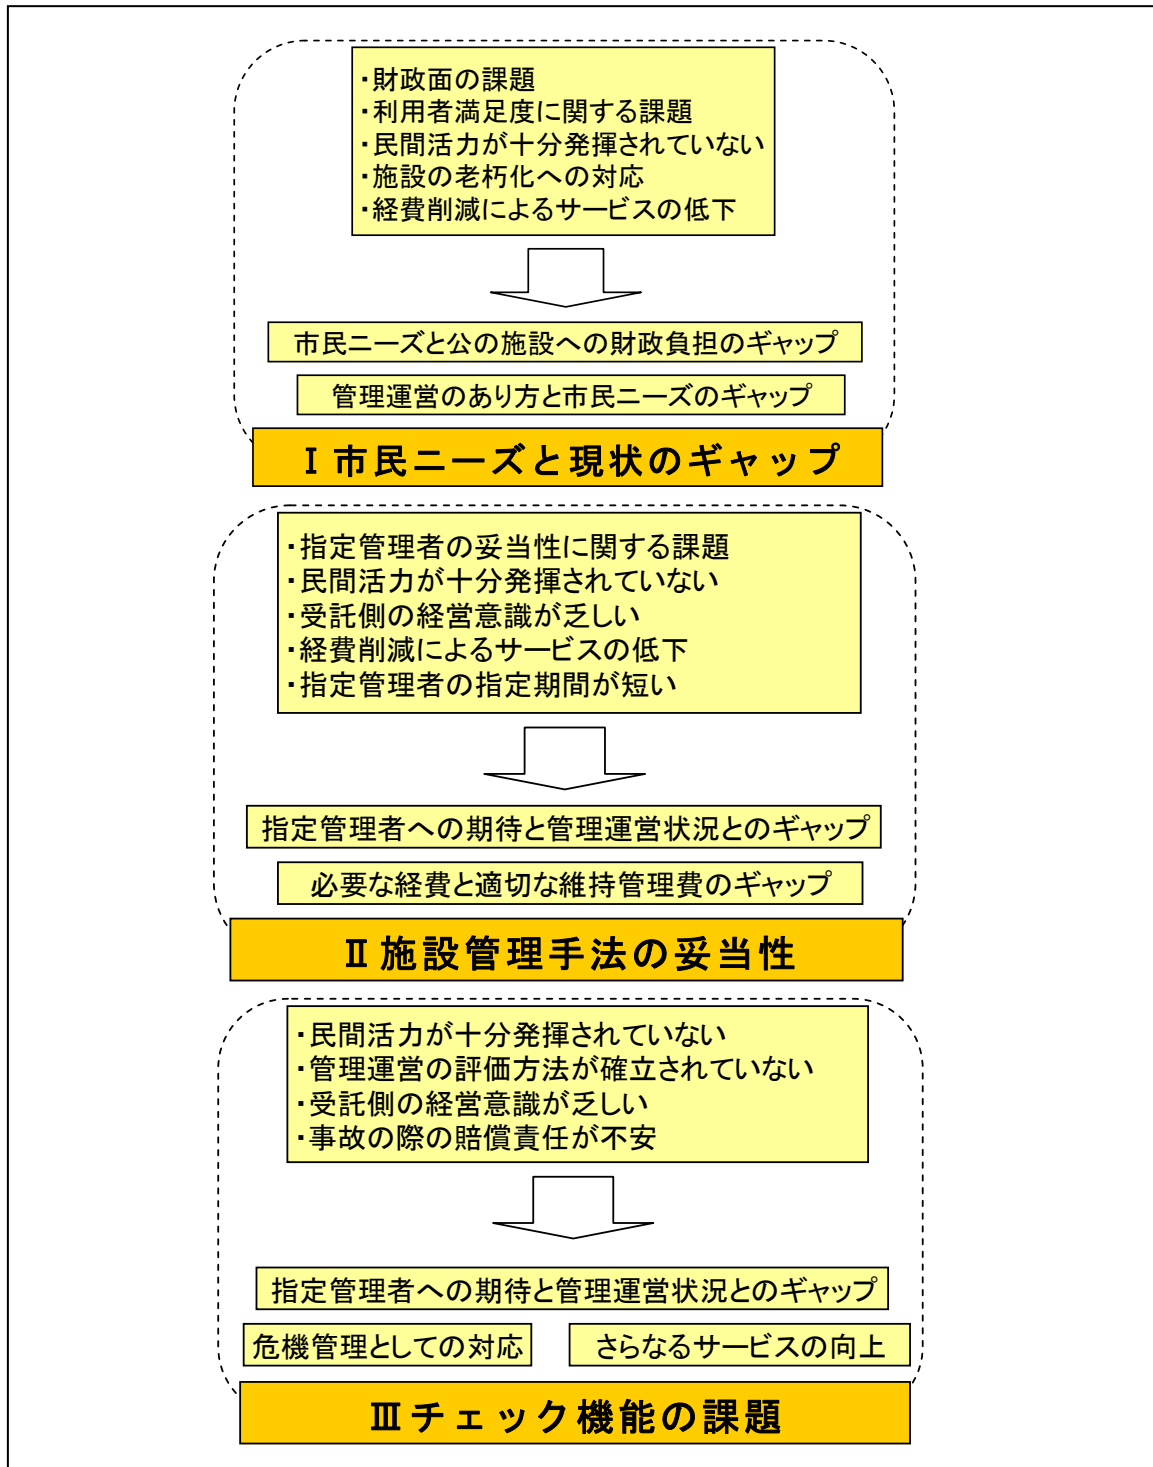 ・財政面の課題
・利用者満足度に関する課題
・民間活力が十分発揮されていない
・施設の老朽化への対応
・経費削減によるサービスの低下
市民ニーズと公の施設への財政負担のギャップ
管理運営のあり方と市民ニーズのギャップ
Ⅰ 市民ニーズと現状のギャップ
・指定管理者の妥当性に関する課題
・民間活力が十分発揮されていない
・受託側の経営意識が乏しい
・経費削減によるサービスの低下
・指定管理者の指定期間が短い
指定管理者への期待と管理運営状況とのギャップ
必要な経費と適切な維持管理費のギャップ
Ⅱ 施設管理手法の妥当性
・民間活力が十分発揮されていない
・管理運営の評価方法が確立されていない
・受託側の経営意識が乏しい
・事故の際の賠償責任が不安
指定管理者への期待と管理運営状況とのギャップ
危機管理としての対応
さらなるサービスの向上
Ⅲ チェック機能の課題